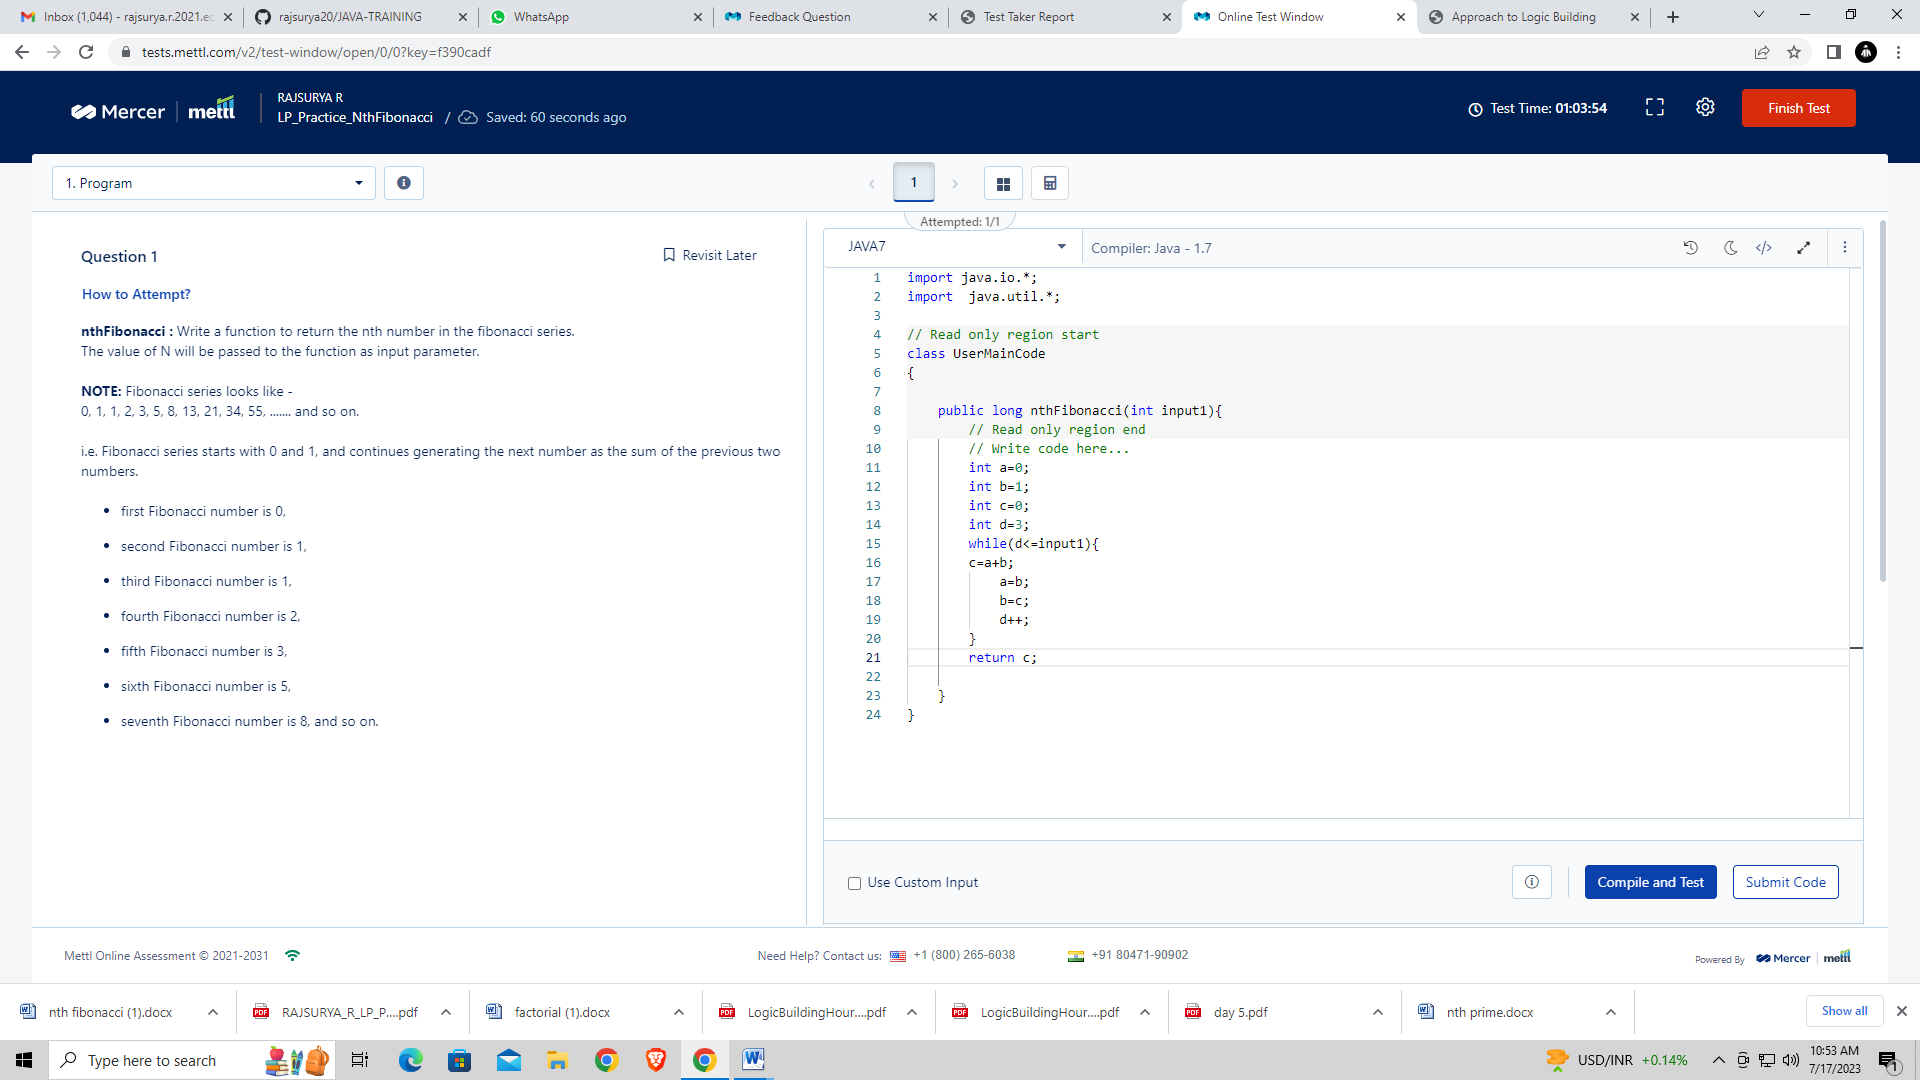 Inbox (1,044) - rajsurya.r.2021.ec
rajsurya20/JAVA-TRAINING
WhatsApp
Feedback Question
Test Taker Report
Online Test Window
Approach to Logic Building
tests.mettl.com/v2/test-window/open/0/0?key=f390cadf
Mercer | mettl
RAJSURYA R
LP_Practice_NthFibonacci / Saved: 60 seconds ago
Test Time: 01:03:54
Finish Test
1. Program
1
Attempted: 1/1
Question 1
Revisit Later
How to Attempt?
nthFibonacci : Write a function to return the nth number in the fibonacci series.
The value of N will be passed to the function as input parameter.
NOTE: Fibonacci series looks like -
0, 1, 1, 2, 3, 5, 8, 13, 21, 34, 55, ....... and so on.
i.e. Fibonacci series starts with 0 and 1, and continues generating the next number as the sum of the previous two
numbers.
• first Fibonacci number is 0,
• second Fibonacci number is 1,
• third Fibonacci number is 1,
• fourth Fibonacci number is 2,
• fifth Fibonacci number is 3,
• sixth Fibonacci number is 5,
• seventh Fibonacci number is 8, and so on.
JAVA7
Compiler: Java - 1.7
1 import java.io.*;
2 import  java.util.*;
3
4 // Read only region start
5 class UserMainCode
6 {
7
8     public long nthFibonacci(int input1){
9         // Read only region end
10         // Write code here...
11         int a=0;
12         int b=1;
13         int c=0;
14         int d=3;
15         while(d<=input1){
16         c=a+b;
17             a=b;
18             b=c;
19             d++;
20         }
21         return c;
22
23     }
24 }
Use Custom Input
Compile and Test
Submit Code
Mettl Online Assessment © 2021-2031
Need Help? Contact us: +1 (800) 265-6038
+91 80471-90902
Powered By Mercer | mettl
nth fibonacci (1).docx
RAJSURYA_R_LP_P....pdf
factorial (1).docx
LogicBuildingHour....pdf
LogicBuildingHour....pdf
day 5.pdf
nth prime.docx
Show all
Type here to search
USD/INR +0.14%
10:53 AM
7/17/2023
1